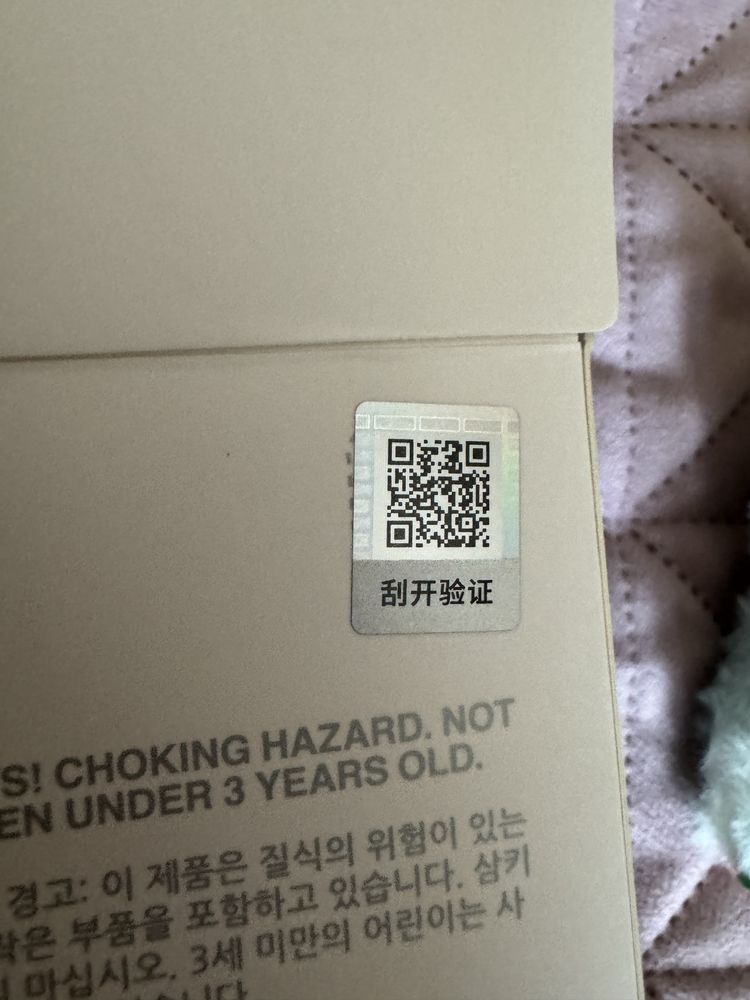 刮开验证
S! CHOKING HAZARD. NOT
EN UNDER 3 YEARS OLD.
경고: 이 제품은 질식의 위험이 있는
부품을 포함하고 있습니다. 삼키
마십시오. 3세 미만의 어린이는 사